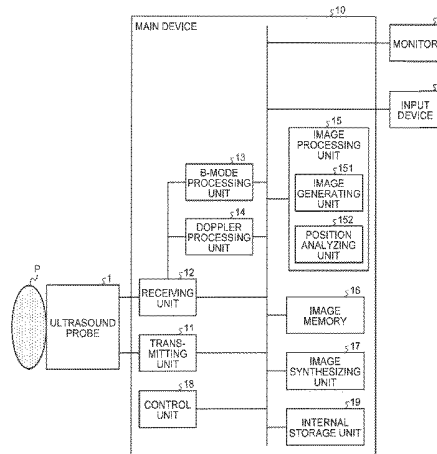 10
MAIN DEVICE
MONITOR
INPUT
DEVICE
15
IMAGE
PROCESSING
UNIT
151
IMAGE
GENERATING
UNIT
152
POSITION
ANALYZING
UNIT
13
B-MODE
PROCESSING
UNIT
14
DOPPLER
PROCESSING
UNIT
P
1
ULTRASOUND
PROBE
12
RECEIVING
UNIT
11
TRANS-
MITTING
UNIT
18
CONTROL
UNIT
16
IMAGE
MEMORY
17
IMAGE
SYNTHESIZING
UNIT
19
INTERNAL
STORAGE UNIT